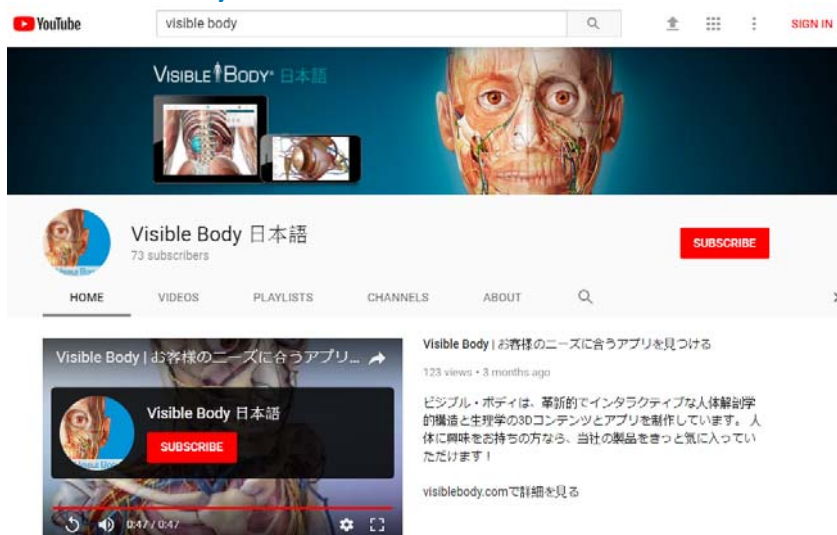 YouTube
visible body
SIGN IN
VISIBLE BODY® 日本語
Visible Body 日本語
73 subscribers
SUBSCRIBE
HOME VIDEOS PLAYLISTS CHANNELS ABOUT
Visible Body | お客様のニーズに合うアプリ...
Visible Body 日本語
SUBSCRIBE
0:47 / 0:47
Visible Body | お客様のニーズに合うアプリを見つける
123 views • 3 months ago
ビジブル・ボディは、革新的でインタラクティブな人体解剖学
的構造と生理学の3Dコンテンツとアプリを制作しています。 人
体に興味をお持ちの方なら、当社の製品をきっと気に入ってい
ただけます！
visiblebody.comで詳細を見る